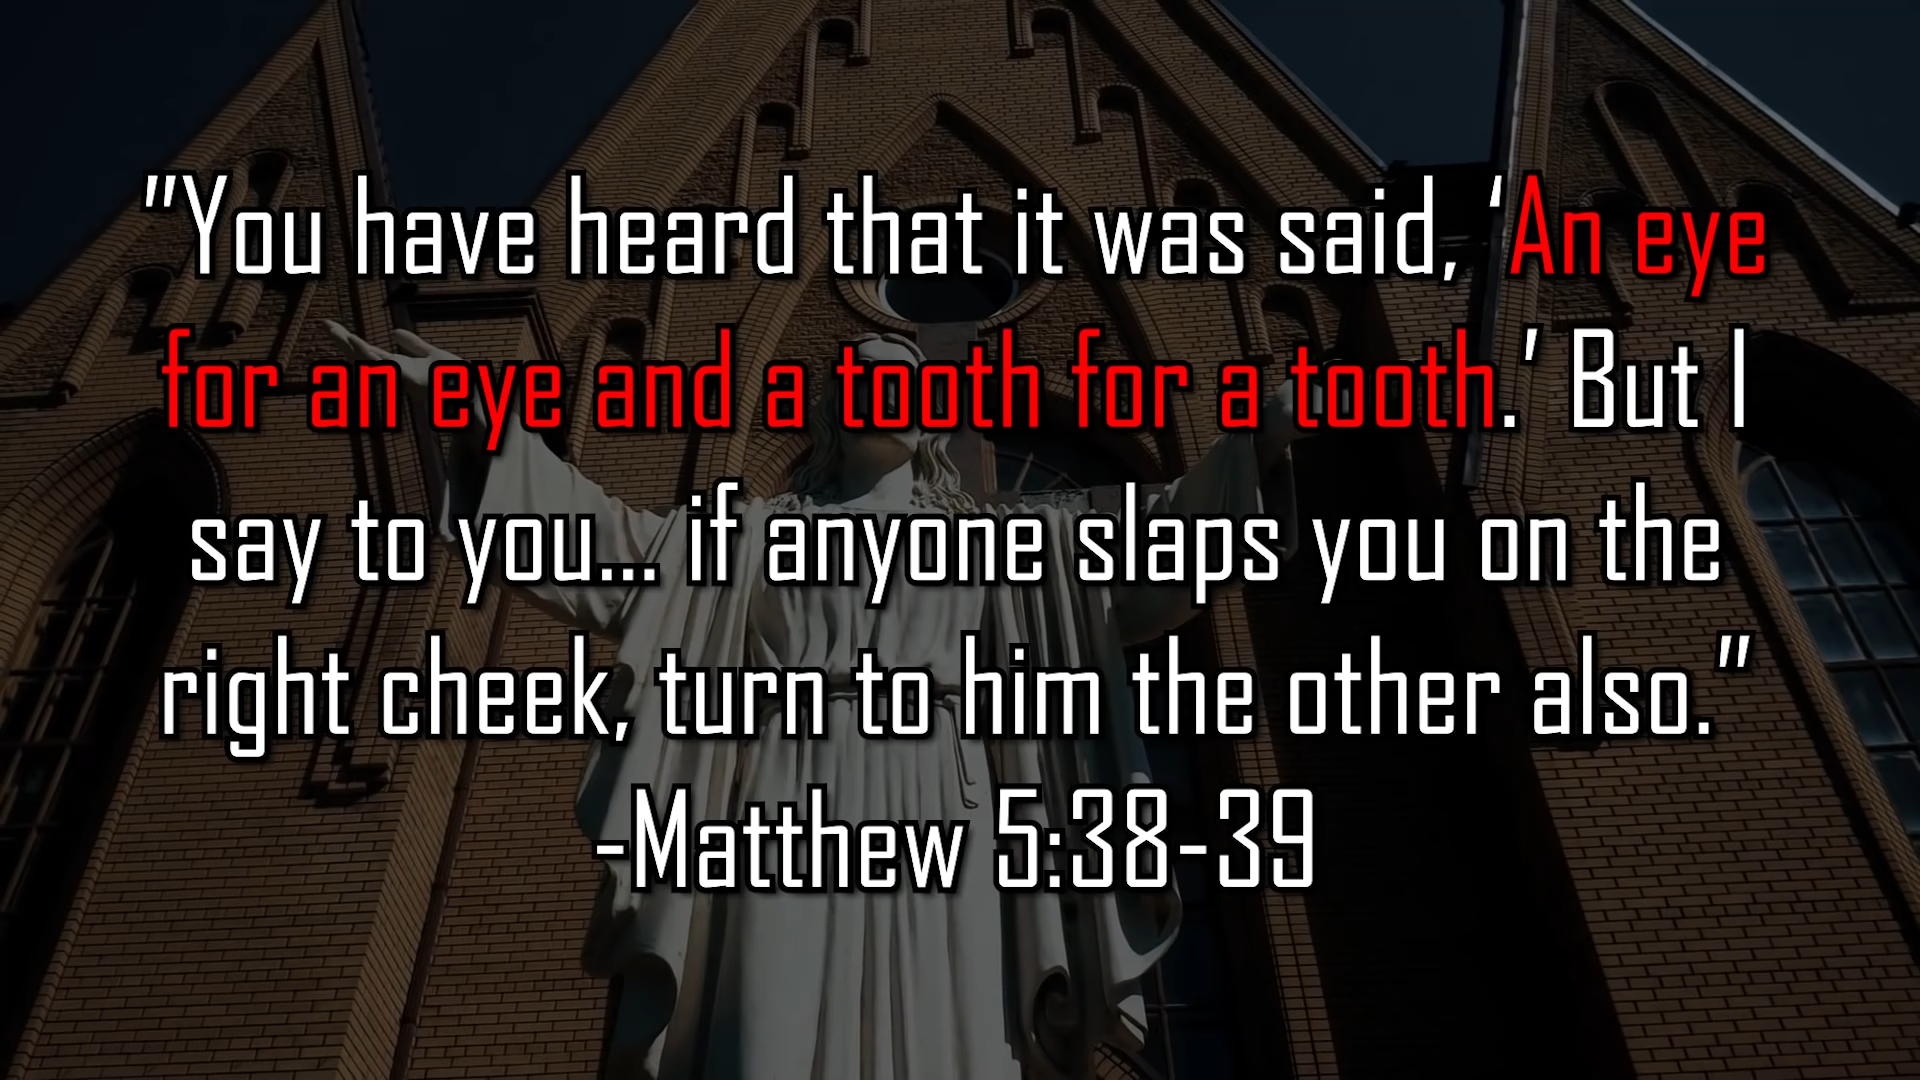 "You have heard that it was said, ‘An eye
for an eye and a tooth for a tooth.’ But I
say to you... if anyone slaps you on the
right cheek, turn to him the other also."
-Matthew 5:38-39